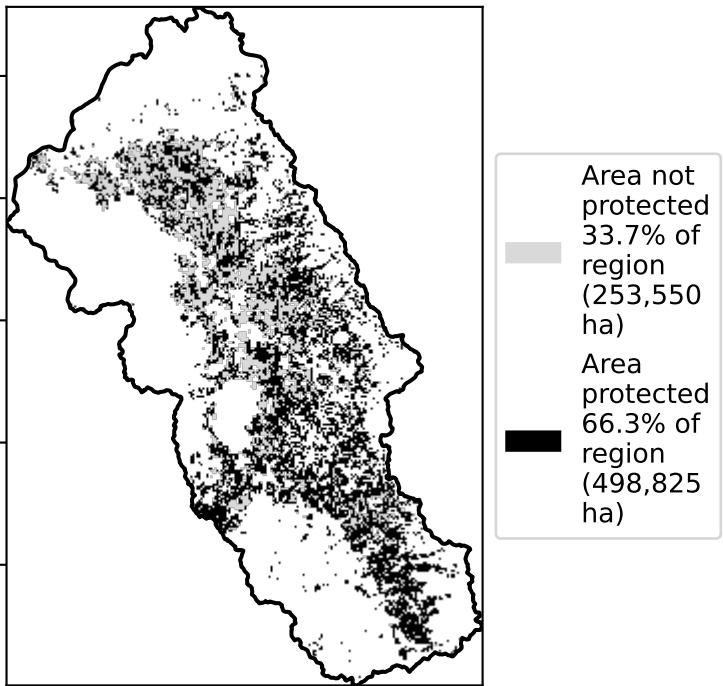 Area not
protected
33.7% of
region
(253,550
ha)
Area
protected
66.3% of
region
(498,825
ha)